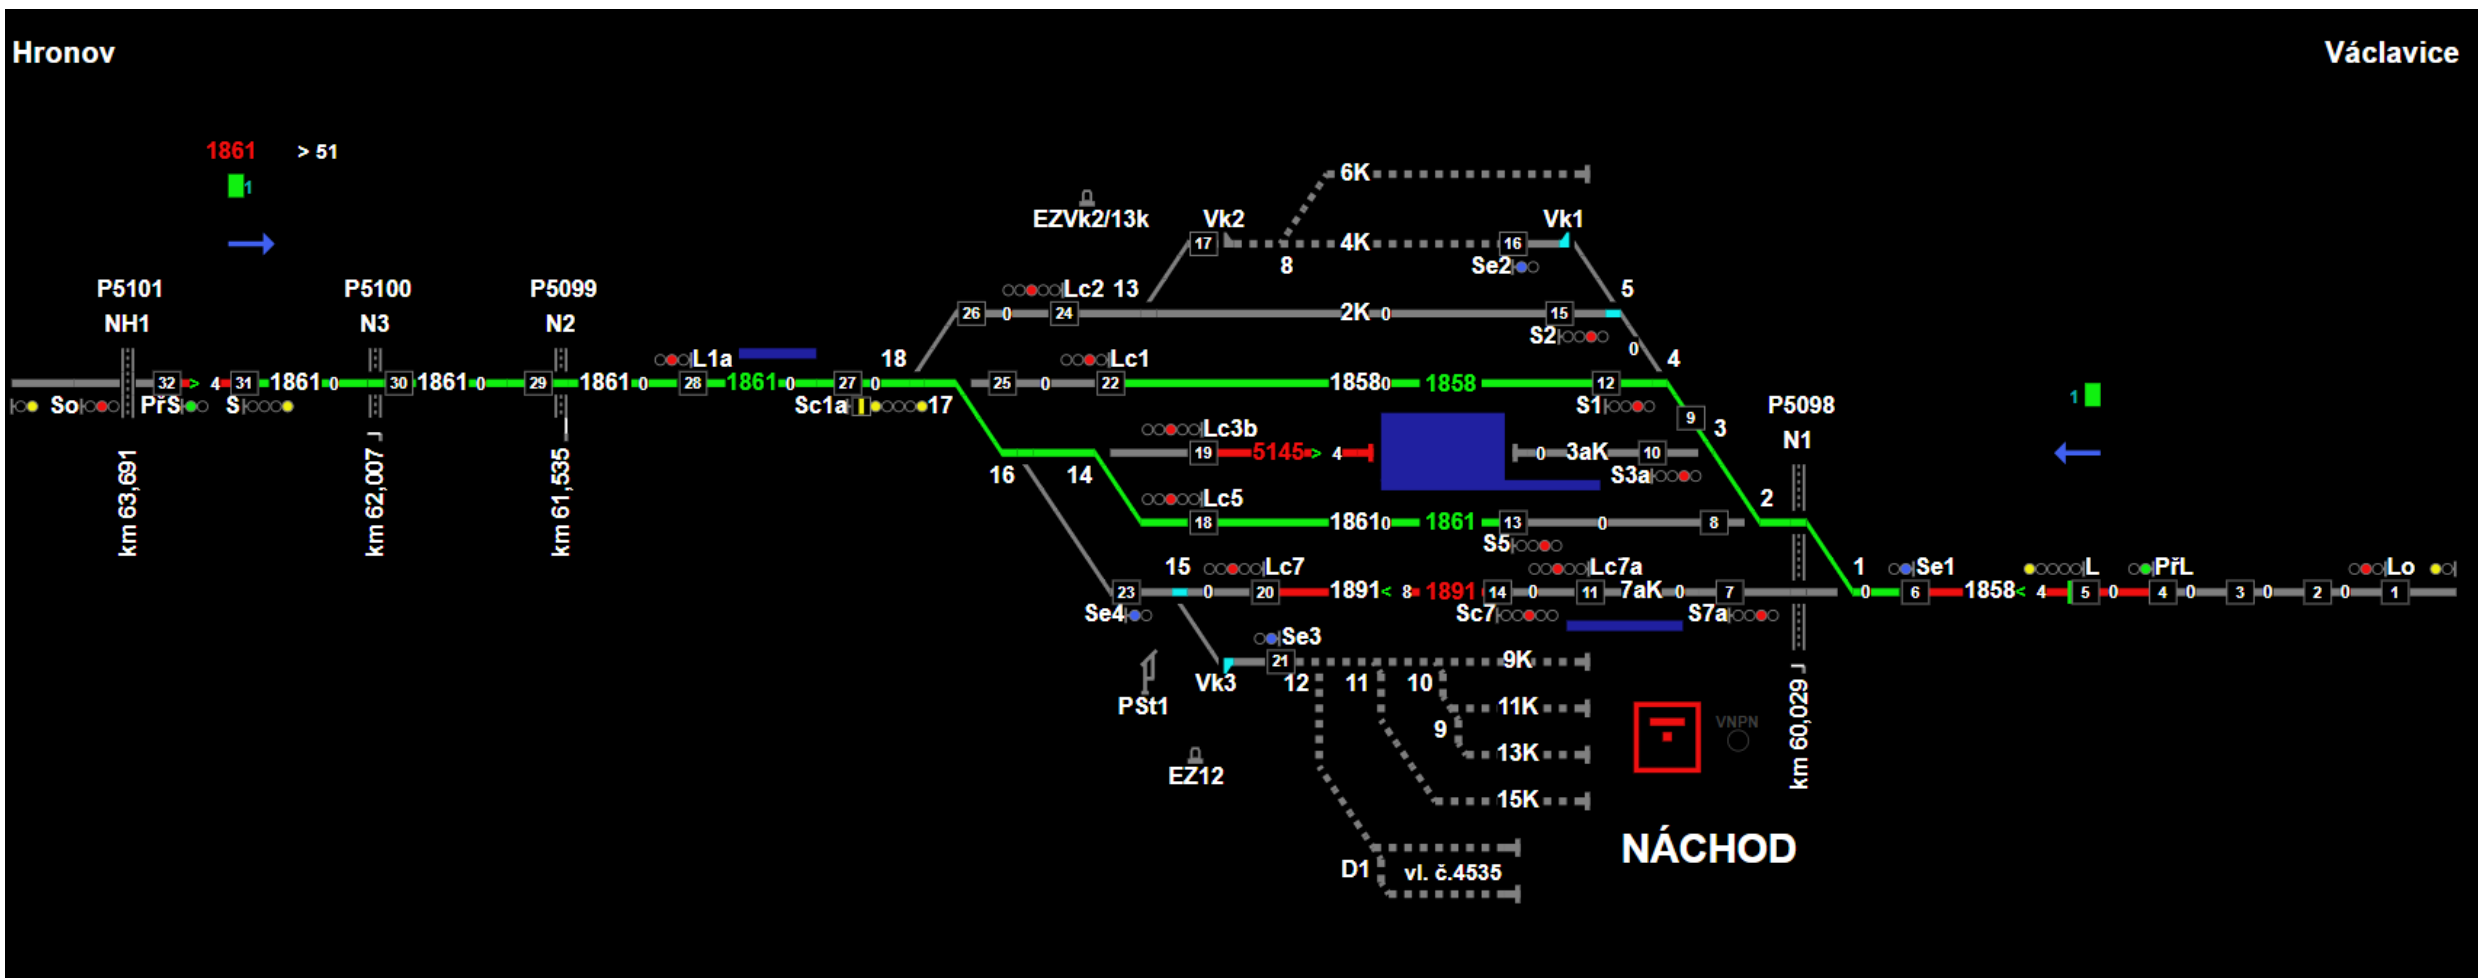 Hronov Václavice
1861 > 51
1
6K
EZVk2/13k Vk2 Vk1
17 4K 16
8 Se2
P5101 P5100 P5099 Lc2 13 5
NH1 N3 N2 26 0 24 2K 0 15
S2 0
L1a 18 Lc1 4
32 > 4 31 1861 0 30 1861 0 29 1861 0 28 1861 0 27 0 25 0 22 1858 0 1858 12
So PřS S Sc1a 17 S1 9 3 P5098 1
N1
Lc3b
19 5145 > 4 0 3aK 10
16 14 S3a
km 63,691 km 62,007 km 61,535
Lc5 2
18 1861 0 1861 13 0 8
S5
15 Lc7 Lc7a 1 Se1 L PřL Lo
23 0 20 1891 < 8 1891 14 0 11 7aK 0 7 0 6 1858 < 4 5 0 4 0 3 0 2 0 1
Se4 Sc7 S7a
Se3
21 9K
Vk3 12 11 10
PSt1 11K
9 VNPN
13K km 60,029
EZ12
15K
NÁCHOD
D1 vl. č.4535